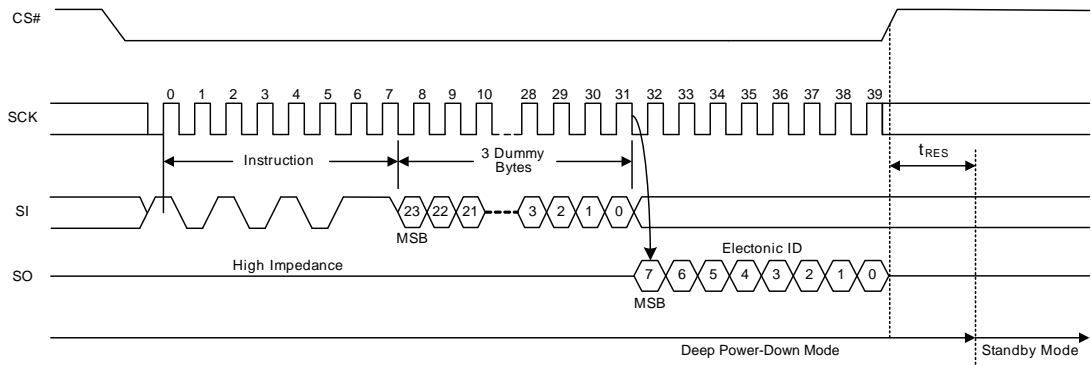 CS#
0 1 2 3 4 5 6 7 8 9 10 28 29 30 31 32 33 34 35 36 37 38 39
SCK
Instruction
3 Dummy
Bytes
tRES
SI
23 22 21 3 2 1 0
MSB
Electonic ID
High Impedance
SO
7 6 5 4 3 2 1 0
MSB
Deep Power-Down Mode Standby Mode